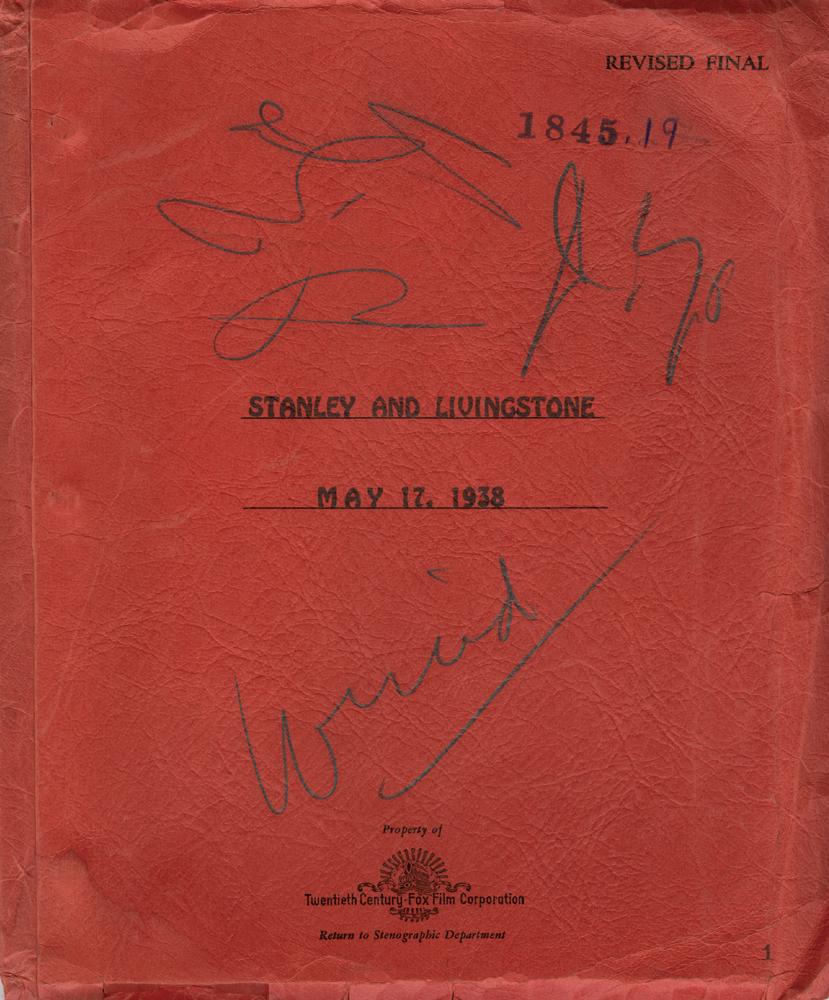 REVISED FINAL
1845.19
STANLEY AND LIVINGSTONE
MAY 17, 1938
Property of
Twentieth Century-Fox Film Corporation
Return to Stenographic Department
1